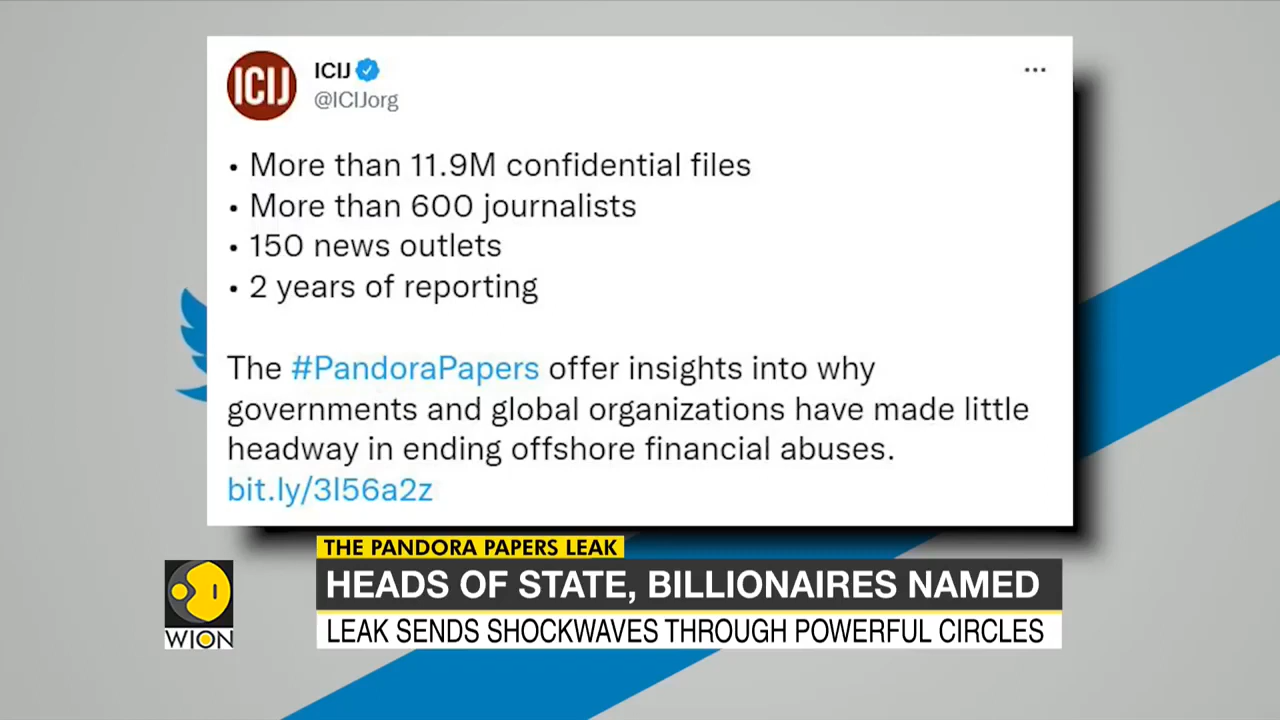 ICIJ
ICIJ
@ICIJorg
• More than 11.9M confidential files
• More than 600 journalists
• 150 news outlets
• 2 years of reporting
The #PandoraPapers offer insights into why
governments and global organizations have made little
headway in ending offshore financial abuses.
bit.ly/3l56a2z
THE PANDORA PAPERS LEAK
HEADS OF STATE, BILLIONAIRES NAMED
LEAK SENDS SHOCKWAVES THROUGH POWERFUL CIRCLES
WION